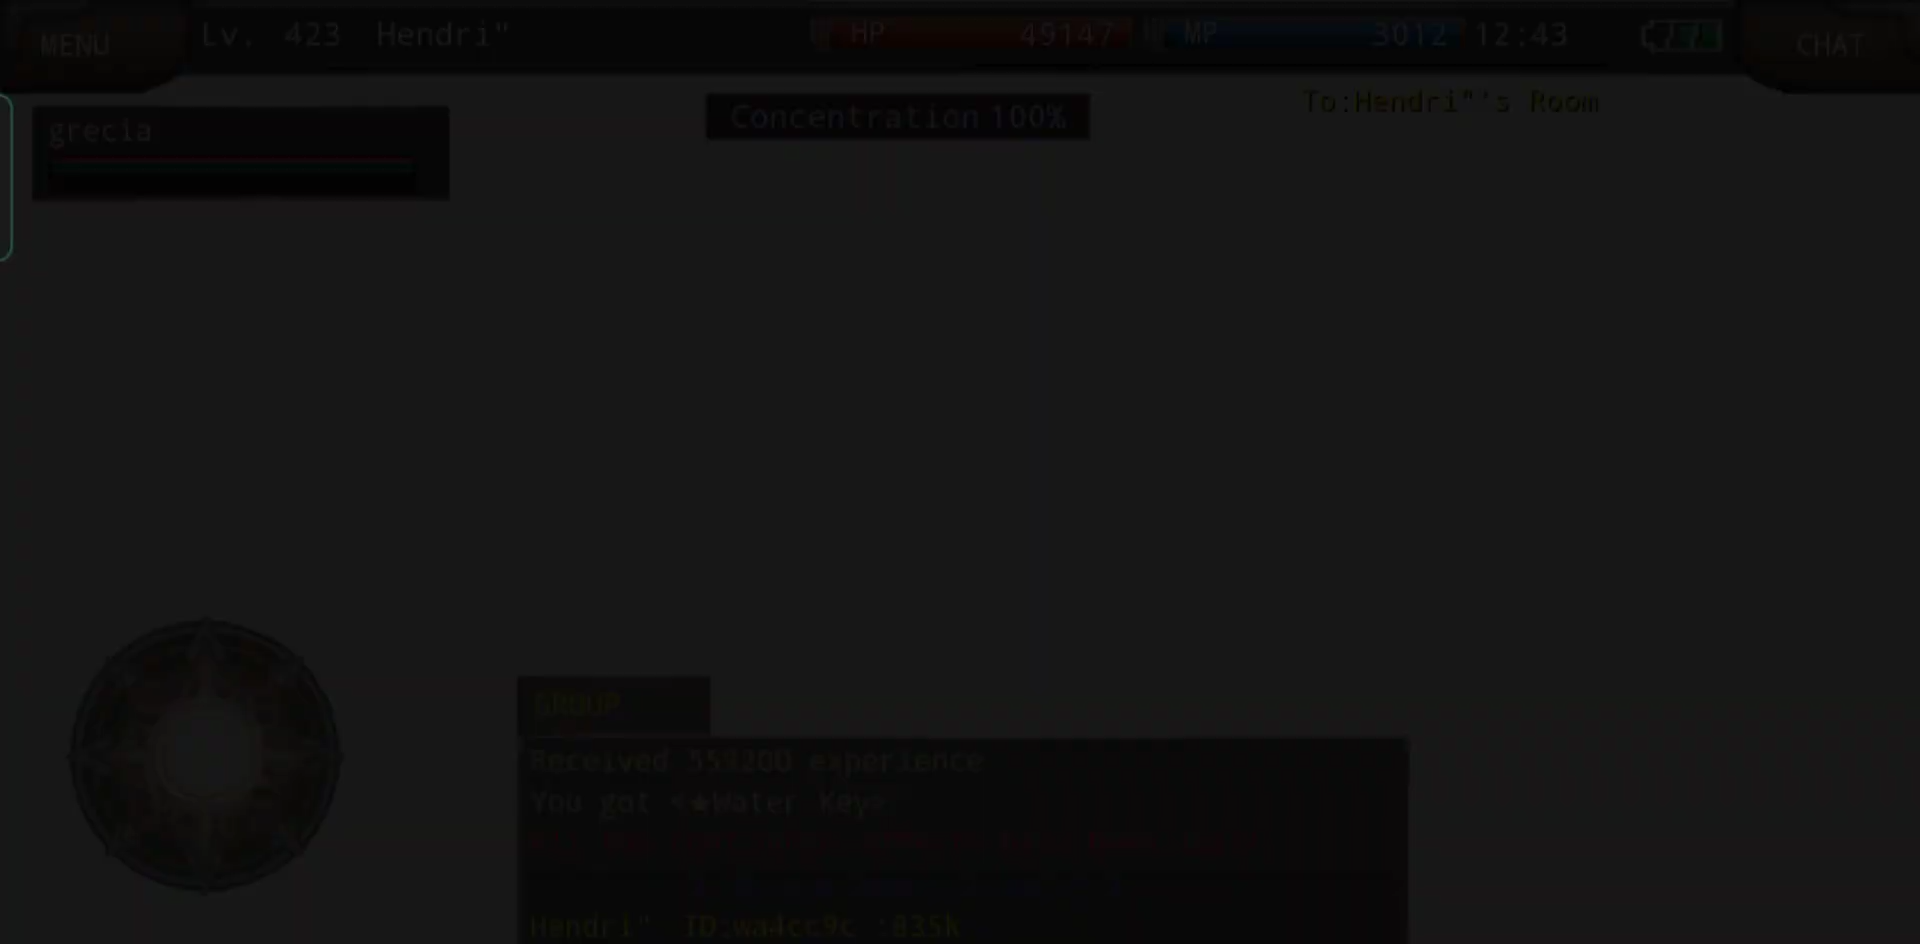 MENU
Lv. 423 Hendri"
HP 49147
MP 3012
12:43
CHAT
grecia
Concentration 100%
To:Hendri"'s Room
GROUP
Received 559200 experience
You got <★Water Key>
Hendri" ID:wa4cc9c :835k